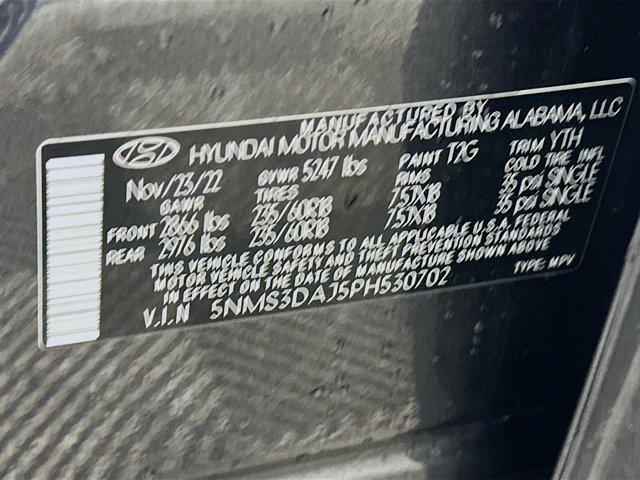 MANUFACTURED BY
HYUNDAI MOTOR MANUFACTURING ALABAMA, LLC
Nov/23/22 GVWR 5247 lbs PAINT T2G TRIM YTH
GAWR TIRES RIMS COLD TIRE INFL
FRONT 2866 lbs 235/60R18 7.5JX18 35 psi SINGLE
REAR 2976 lbs 235/60R18 7.5JX18 35 psi SINGLE
THIS VEHICLE CONFORMS TO ALL APPLICABLE U.S.A. FEDERAL
MOTOR VEHICLE SAFETY AND THEFT PREVENTION STANDARDS
IN EFFECT ON THE DATE OF MANUFACTURE SHOWN ABOVE
V.I.N 5NMS3DAJ5PH530702 TYPE: MPV